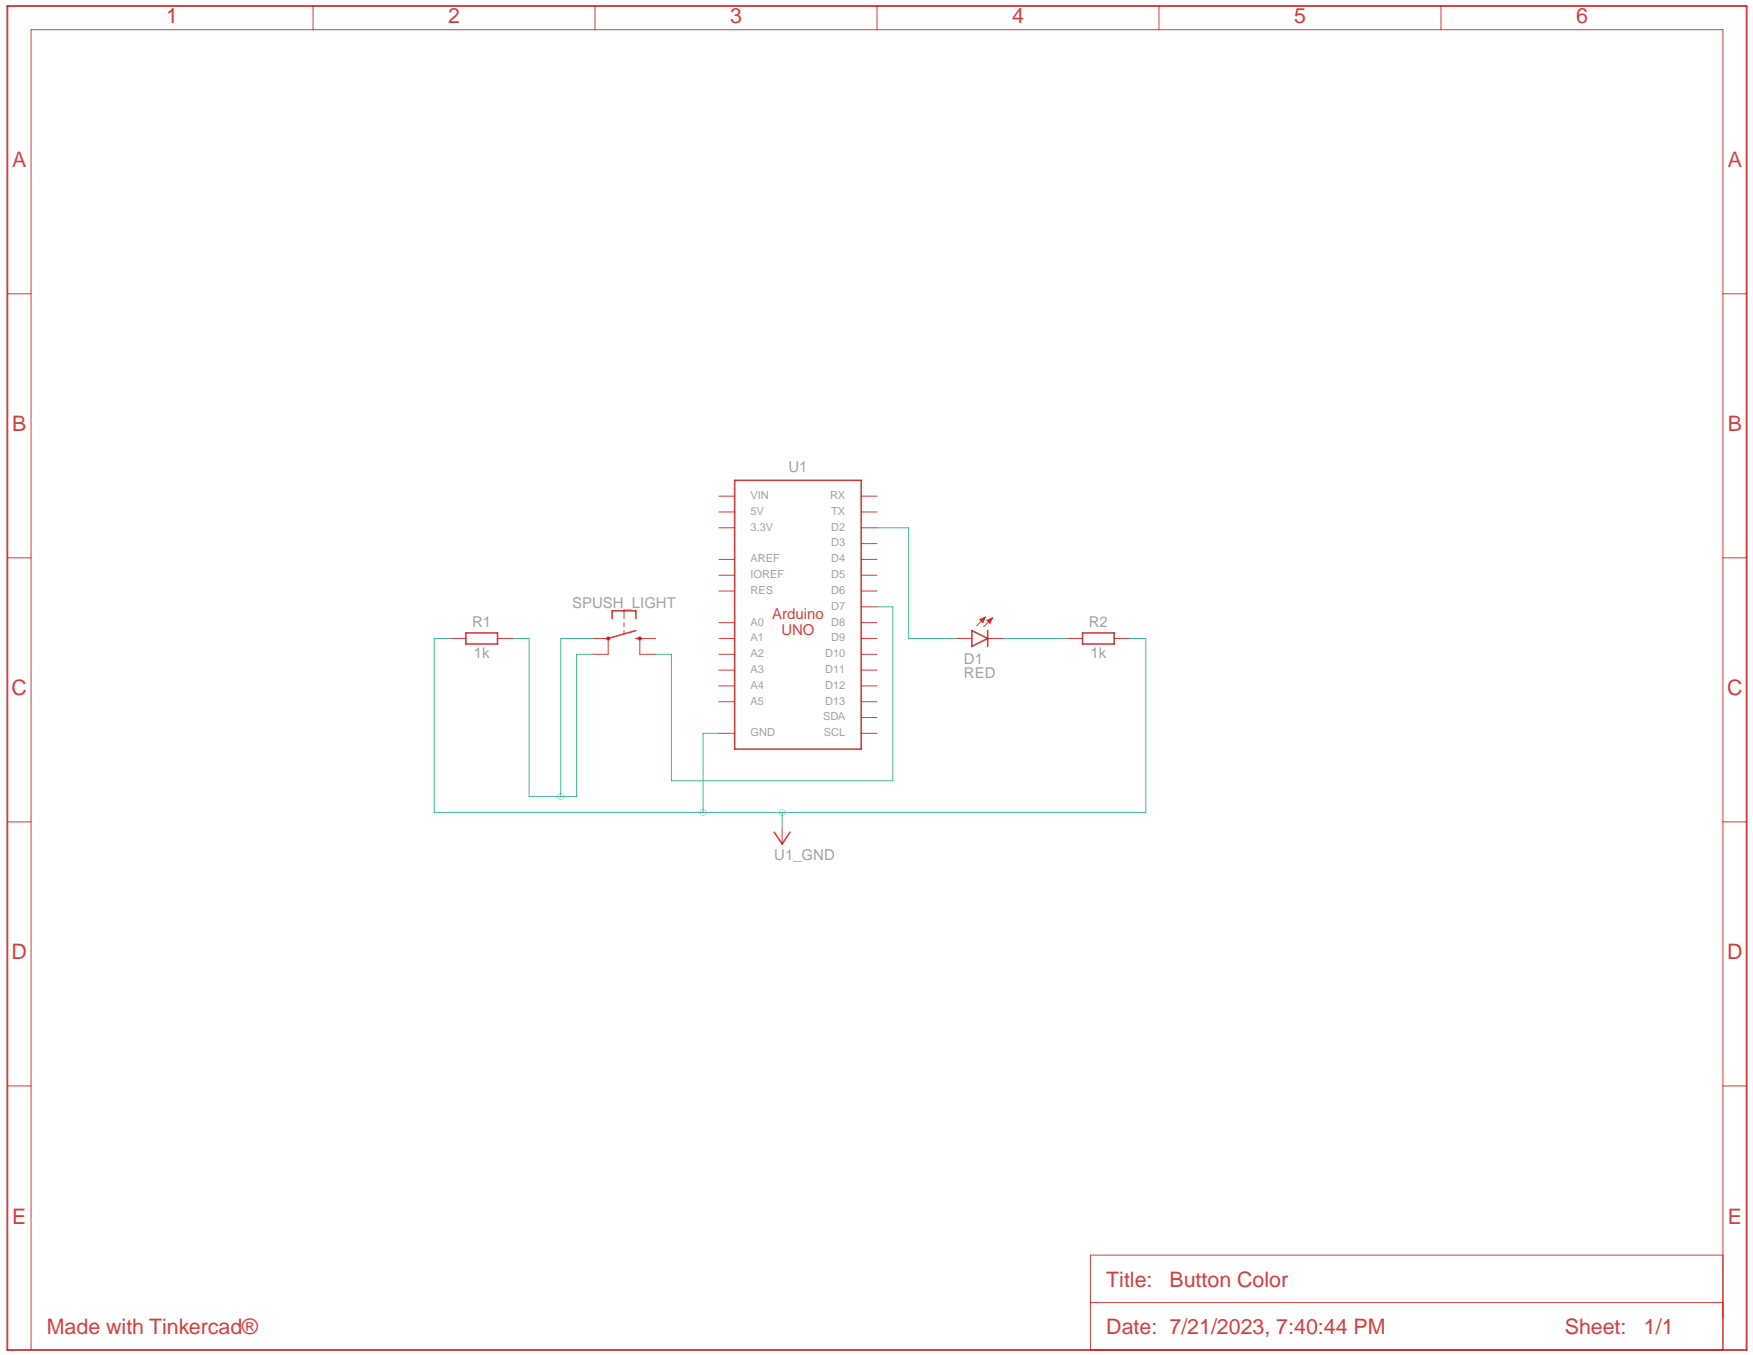 1 2 3 4 5 6
A A
B B
U1
VIN RX
5V TX
3.3V D2
D3
AREF D4
IOREF D5
RES D6
D7
SPUSH_LIGHT
Arduino
UNO
A0 D8
A1 D9
A2 D10
A3 D11
A4 D12
A5 D13
SDA
GND SCL
R1
1k
D1
RED
R2
1k
C C
U1_GND
D D
E E
Title: Button Color
Date: 7/21/2023, 7:40:44 PM Sheet: 1/1
Made with Tinkercad®